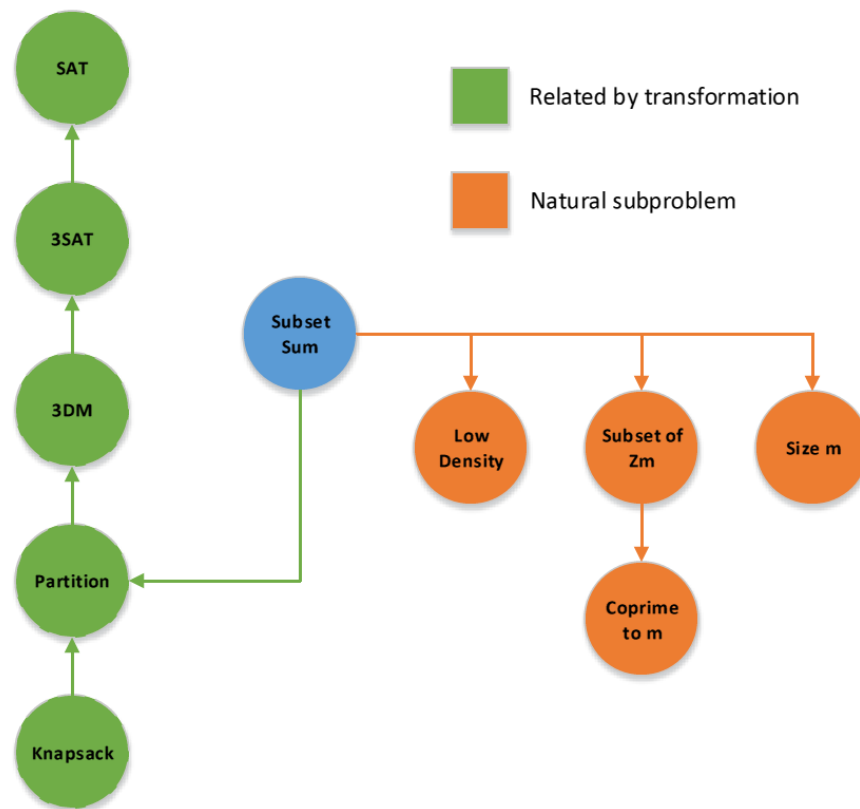 SAT
Related by transformation
Natural subproblem
3SAT
Subset
Sum
3DM
Low
Density
Subset of
Zm
Size m
Partition
Coprime
to m
Knapsack